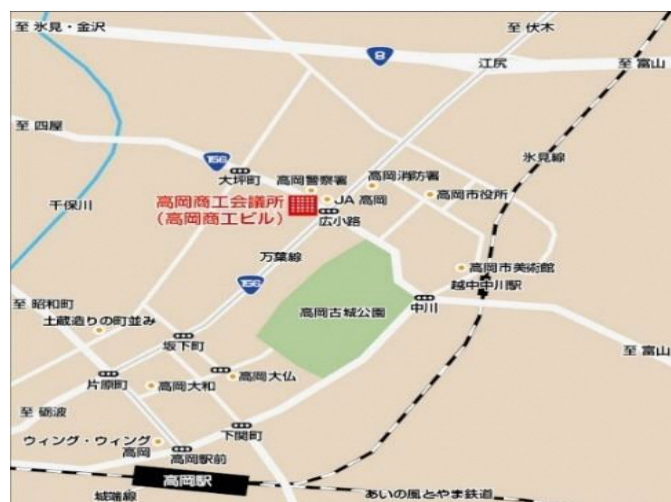 至 氷見・金沢
至 伏木
8
江尻
至 富山
至 四屋
156
大坪町
高岡警察署
高岡消防署
氷見線
高岡商工会議所
(高岡商工ビル)
JA 高岡
高岡市役所
千保川
広小路
万葉線
156
高岡市美術館
越中中川駅
至 昭和町
土蔵造りの町並み
高岡古城公園
中川
坂下町
至 富山
片原町
高岡大和
高岡大仏
至 砺波
ウィング・ウィング
高岡
下関町
高岡駅前
高岡駅
城端線
あいの風とやま鉄道